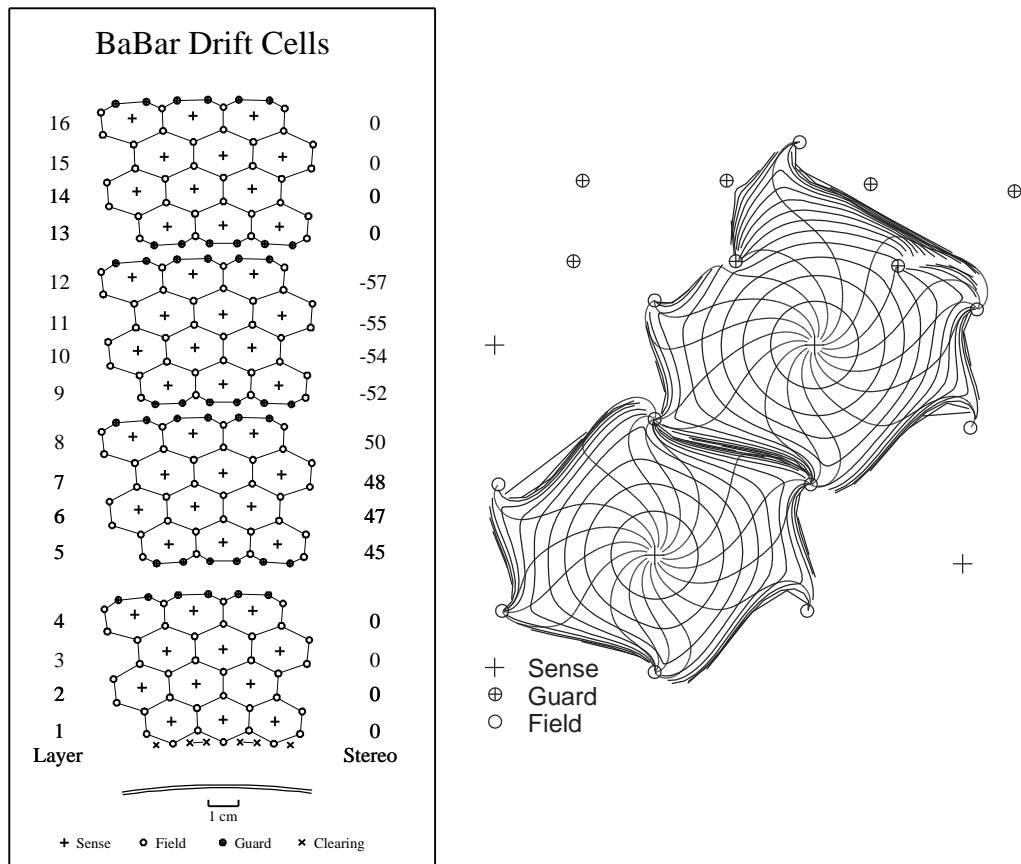 BaBar Drift Cells
16 0
15 0
14 0
13 0
12 -57
11 -55
10 -54
9 -52
8 50
7 48
6 47
5 45
4 0
3 0
2 0
1 0
Layer Stereo
1 cm
Sense Field Guard Clearing
Sense
Guard
Field